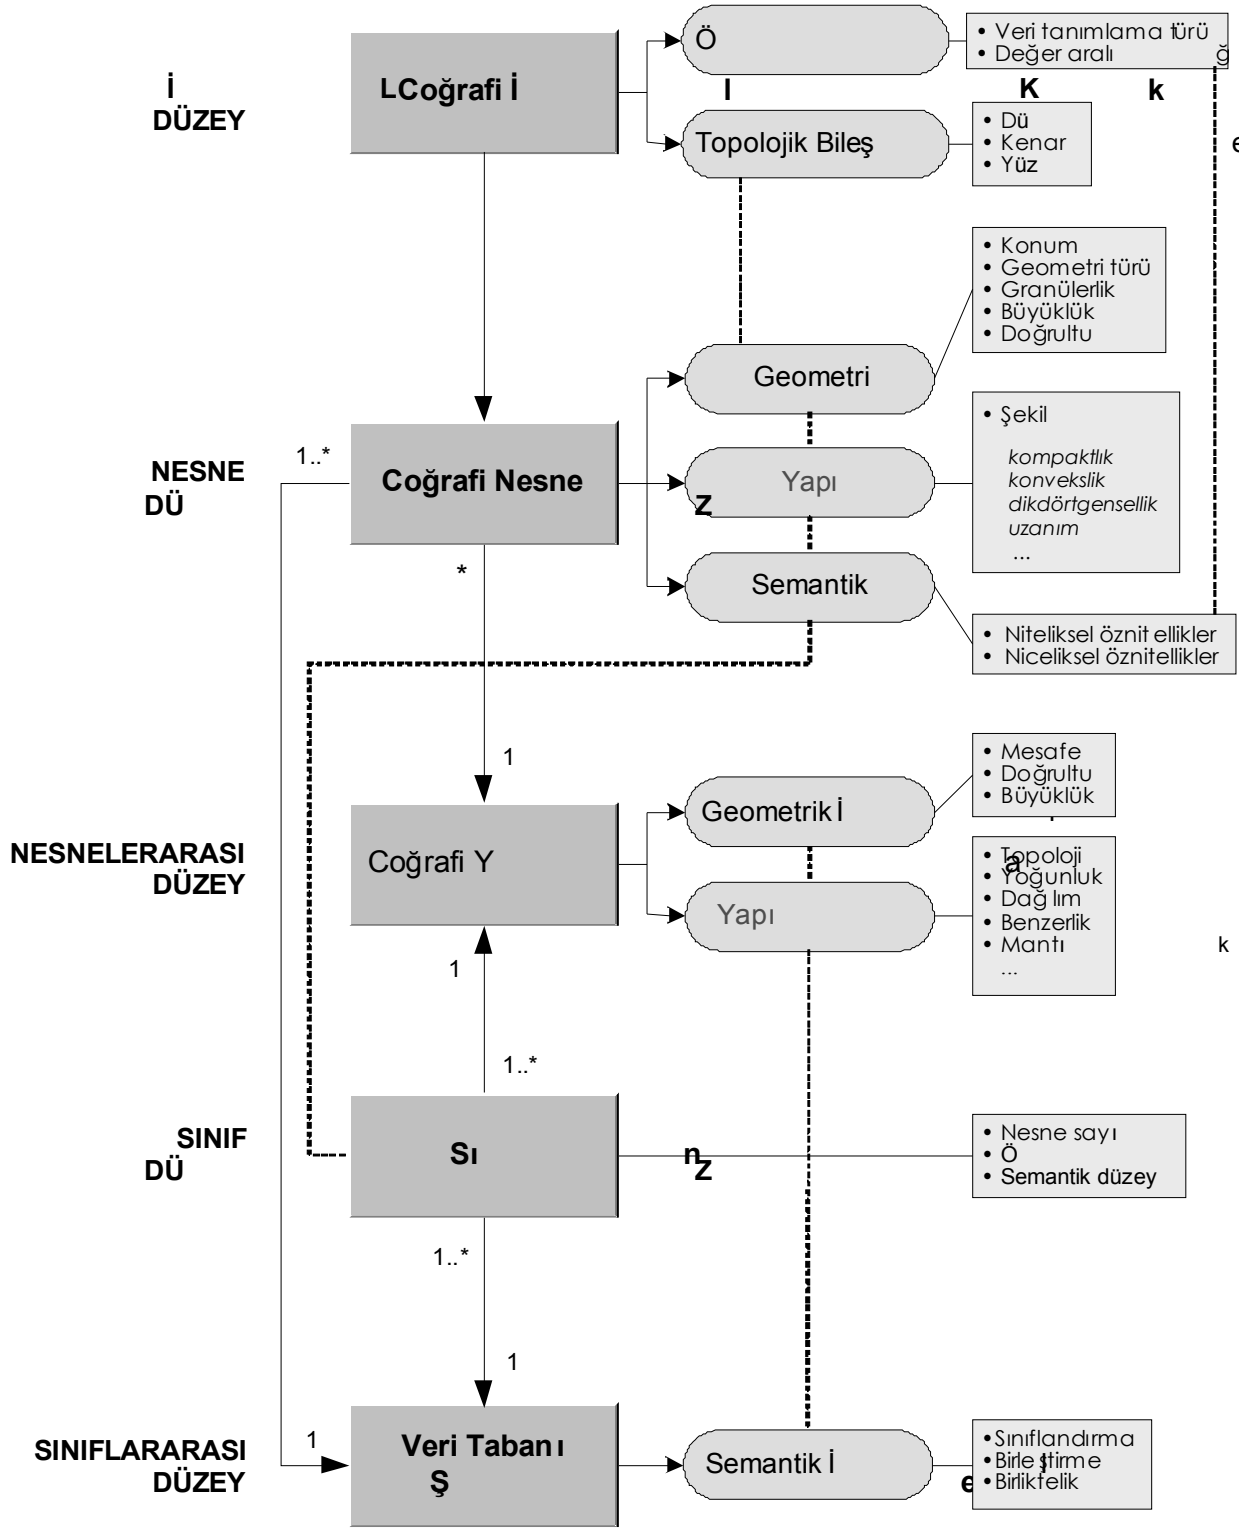 İ
DÜZEY
LCoğrafi İ
Ö
• Veri tanımlama türü
• Değer aralı ğ
l K k
Topolojik Bileş
• Dü
• Kenar
• Yüz
e
• Konum
• Geometri türü
• Granülerlik
• Büyüklük
• Doğrultu
Geometri
NESNE
DÜ
1..*
Coğrafi Nesne
Yapı
z
• Şekil
kompaktlık
konvekslik
dikdörtgensellik
uzanım
...
*
Semantik
• Niteliksel öznit ellikler
• Niceliksel öznitellikler
1
NESNELERARASI
DÜZEY
Coğrafi Y
Geometrik İ
• Mesafe
• Doğrultu
• Büyüklük
Yapı
a
• Topoloji
• Yoğunluk
• Dağ lım
• Benzerlik
• Mantı k
...
1
1..*
SINIF
DÜ
Sı
n
z
• Nesne sayı
• Ö
• Semantik düzey
1..*
1
SINIFLARARASI
DÜZEY
1
Veri Tabanı
Ş
Semantik İ
e
•Sınıflandırma
•Birle ştirme
•Birliktelik